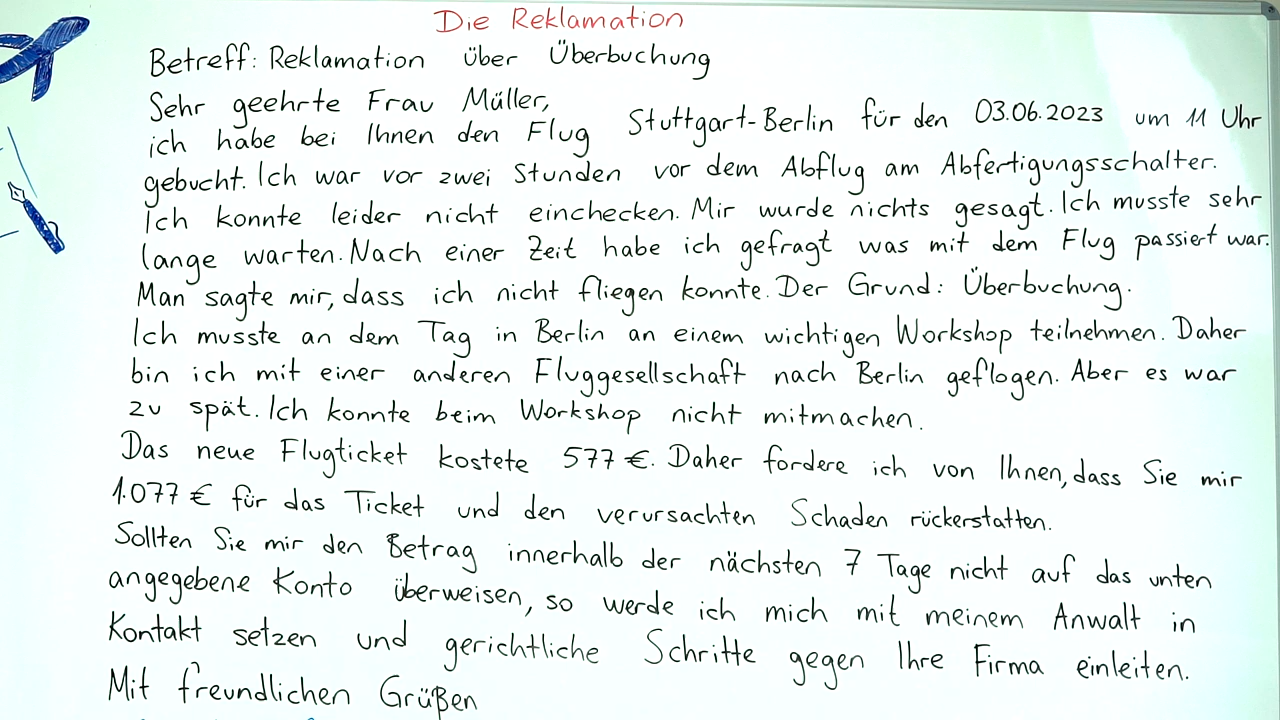 Die Reklamation
Betreff: Reklamation über Überbuchung
Sehr geehrte Frau Müller,
ich habe bei Ihnen den Flug Stuttgart-Berlin für den 03.06.2023 um 11 Uhr
gebucht. Ich war vor zwei Stunden vor dem Abflug am Abfertigungsschalter.
Ich konnte leider nicht einchecken. Mir wurde nichts gesagt. Ich musste sehr
lange warten. Nach einer Zeit habe ich gefragt was mit dem Flug passiert war.
Man sagte mir, dass ich nicht fliegen konnte. Der Grund: Überbuchung.
Ich musste an dem Tag in Berlin an einem wichtigen Workshop teilnehmen. Daher
bin ich mit einer anderen Fluggesellschaft nach Berlin geflogen. Aber es war
zu spät. Ich konnte beim Workshop nicht mitmachen.
Das neue Flugticket kostete 577 €. Daher fordere ich von Ihnen, dass Sie mir
1.077 € für das Ticket und den verursachten Schaden rückerstatten.
Sollten Sie mir den Betrag innerhalb der nächsten 7 Tage nicht auf das unten
angegebene Konto überweisen, so werde ich mich mit meinem Anwalt in
Kontakt setzen und gerichtliche Schritte gegen Ihre Firma einleiten.
Mit freundlichen Grüßen